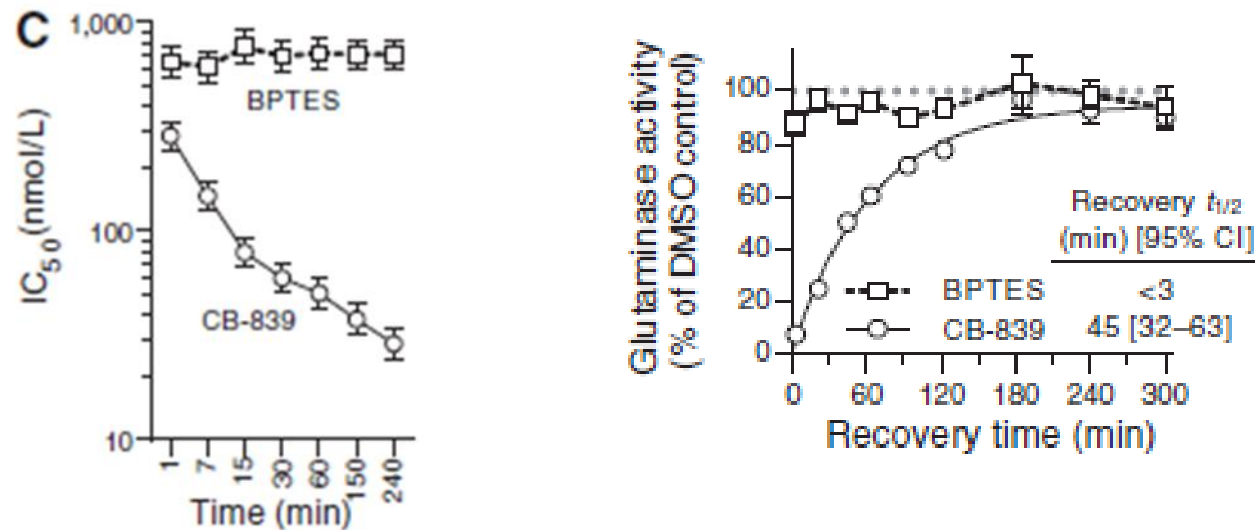 C
1,000
100
10
IC50 (nmol/L)
BPTES
CB-839
1
7
15
30
60
150
240
Time (min)
Glutaminase activity
(% of DMSO control)
100
80
60
40
20
0
Recovery t1/2
(min) [95% CI]
BPTES <3
CB-839 45 [32–63]
0 60 120 180 240 300
Recovery time (min)